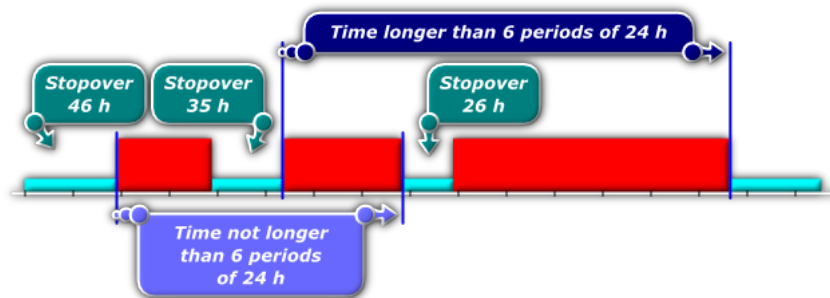 Time longer than 6 periods of 24 h
Stopover
46 h
Stopover
35 h
Stopover
26 h
Time not longer
than 6 periods
of 24 h